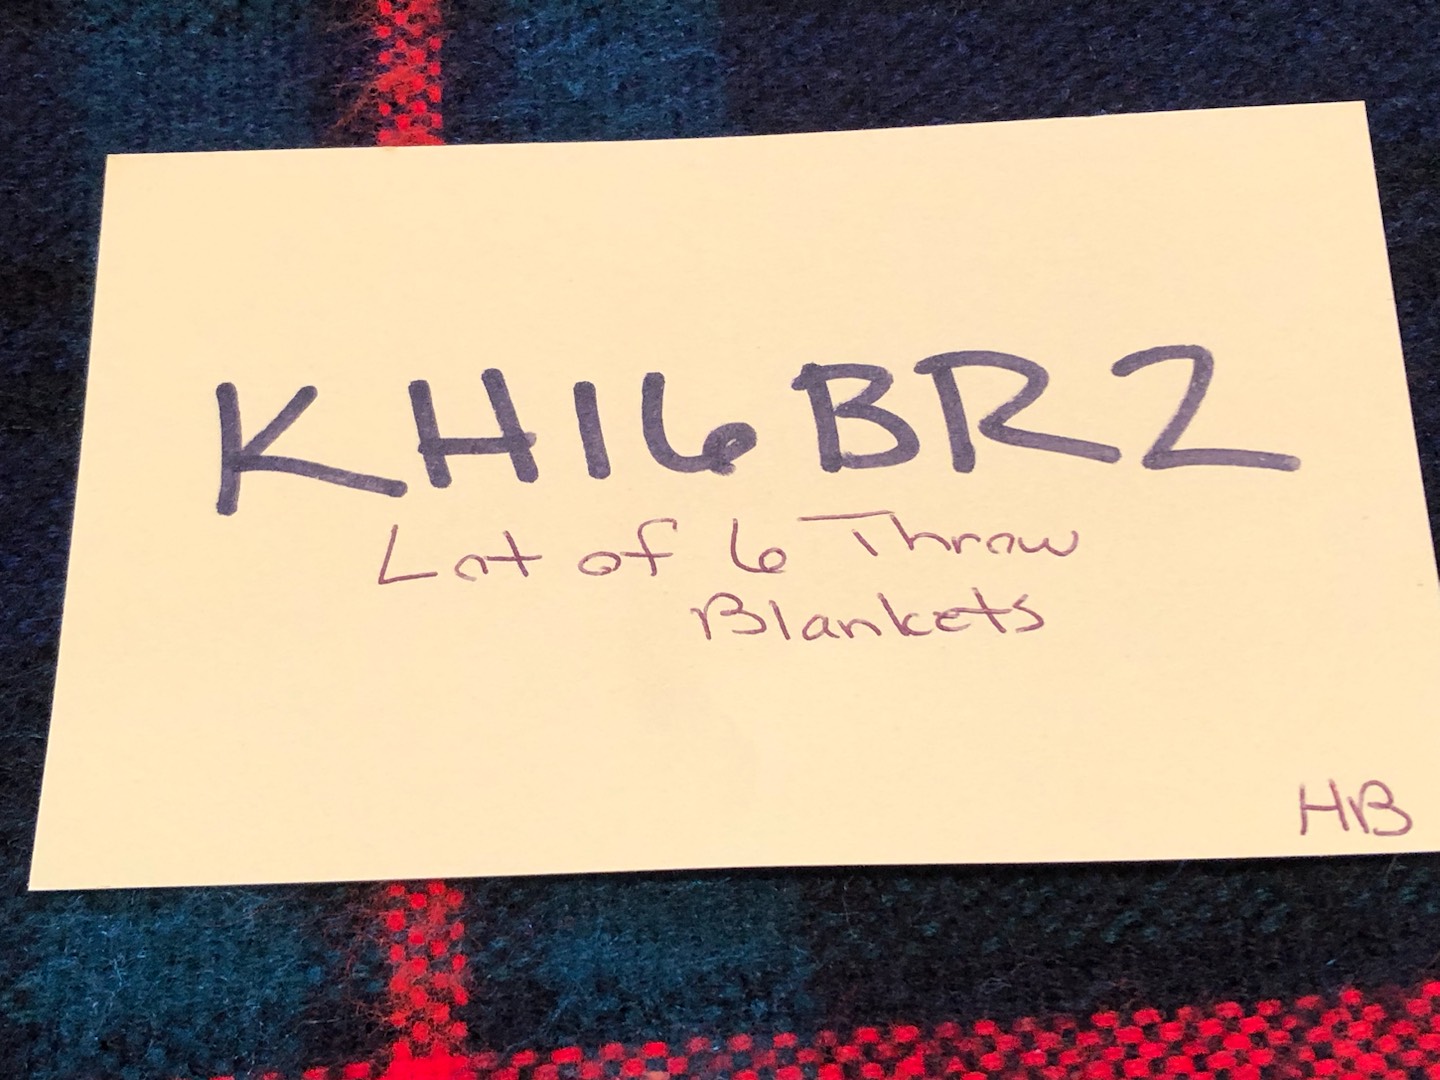 KH16BR2
Lot of 6 Throw
Blankets
HB